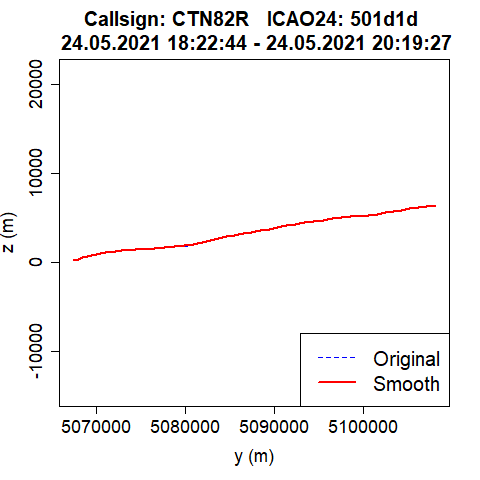 Callsign: CTN82R ICAO24: 501d1d
24.05.2021 18:22:44 - 24.05.2021 20:19:27
20000
10000
0
-10000
z (m)
Original
Smooth
5070000 5080000 5090000 5100000
y (m)